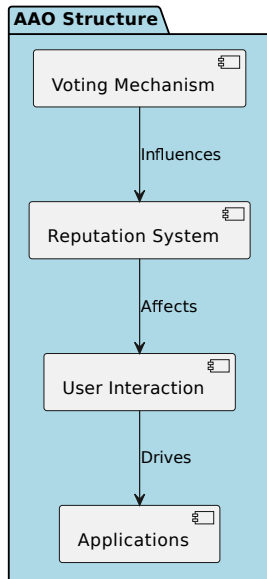 AAO Structure
Voting Mechanism
Influences
Reputation System
Affects
User Interaction
Drives
Applications